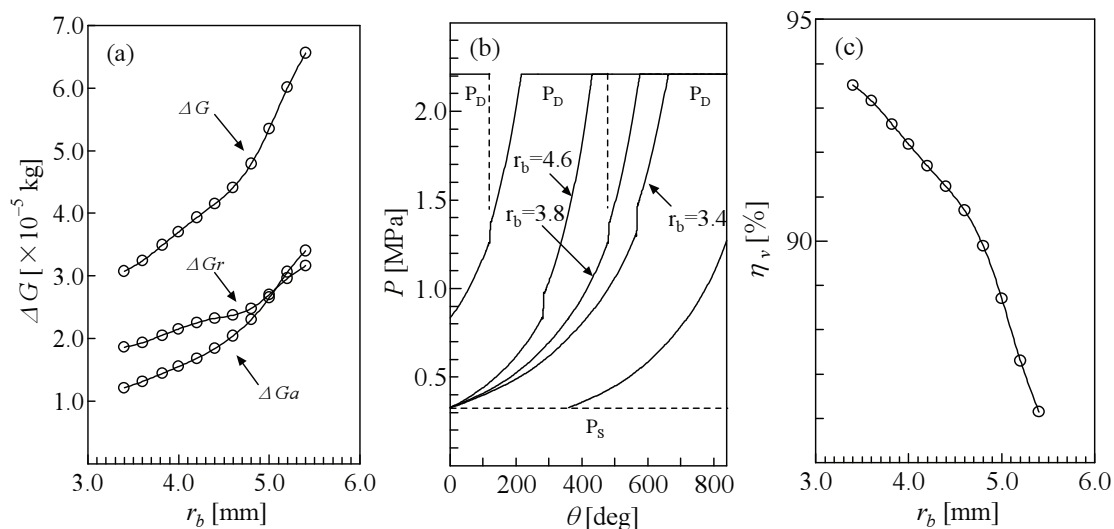 (a)
7.0
6.0
5.0
4.0
3.0
2.0
1.0
ΔG [×10⁻⁵ kg]
ΔG
ΔGr
ΔGa
3.0 4.0 5.0 6.0
r_b [mm]
(b)
2.0
1.5
1.0
0.5
P [MPa]
P_D P_D P_D
r_b=4.6
r_b=3.8
r_b=3.4
P_S
0 200 400 600 800
θ [deg]
(c)
95
90
η_v [%]
3.0 4.0 5.0 6.0
r_b [mm]